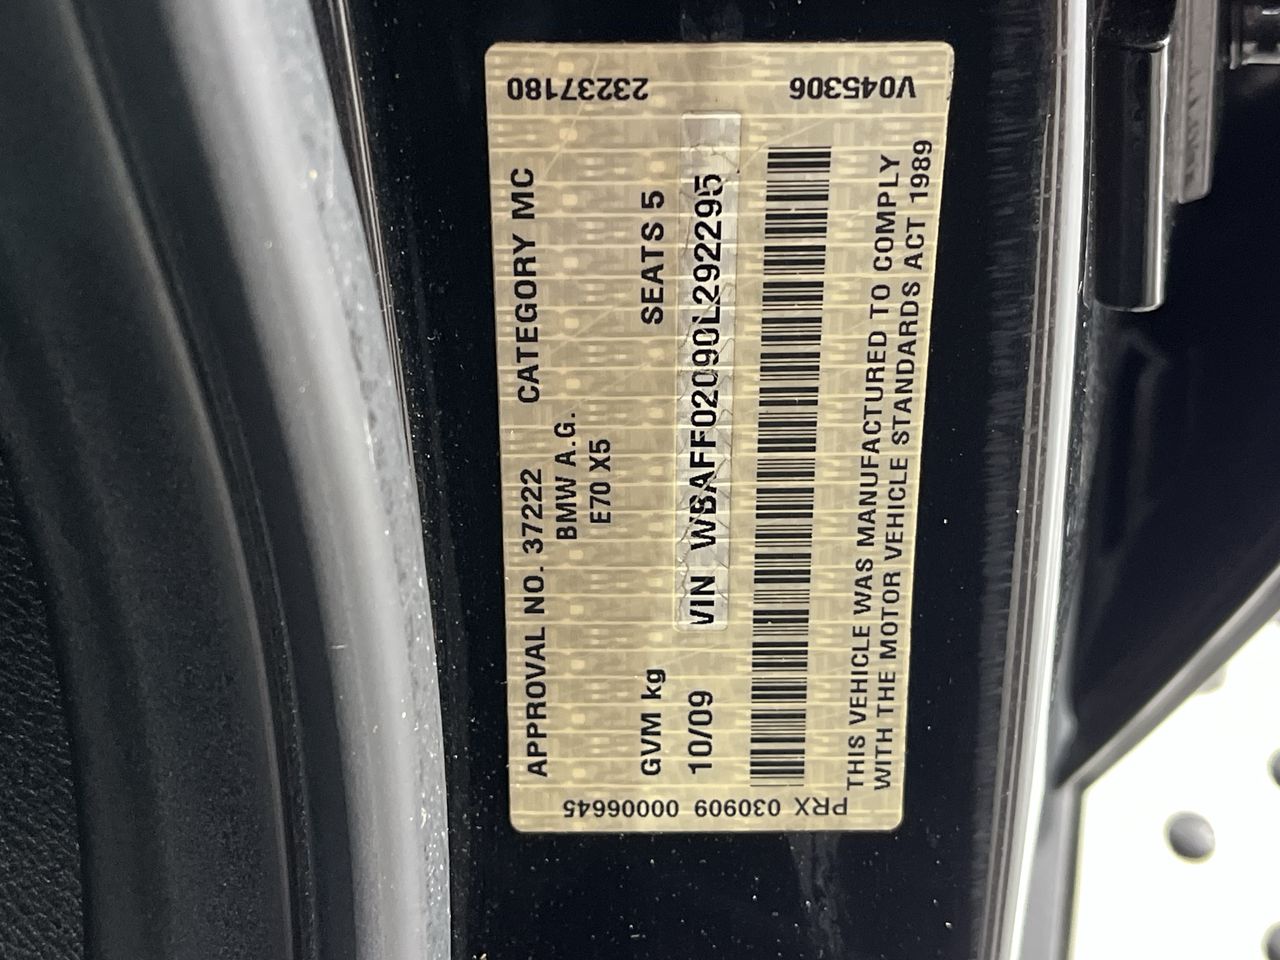 APPROVAL NO. 37222 CATEGORY MC
BMW A.G.
E70 X5
GVM kg SEATS 5
10/09 VIN WBAFF02090L292295
THIS VEHICLE WAS MANUFACTURED TO COMPLY
WITH THE MOTOR VEHICLE STANDARDS ACT 1989
23237180
V045306
PRX 030909 00006645